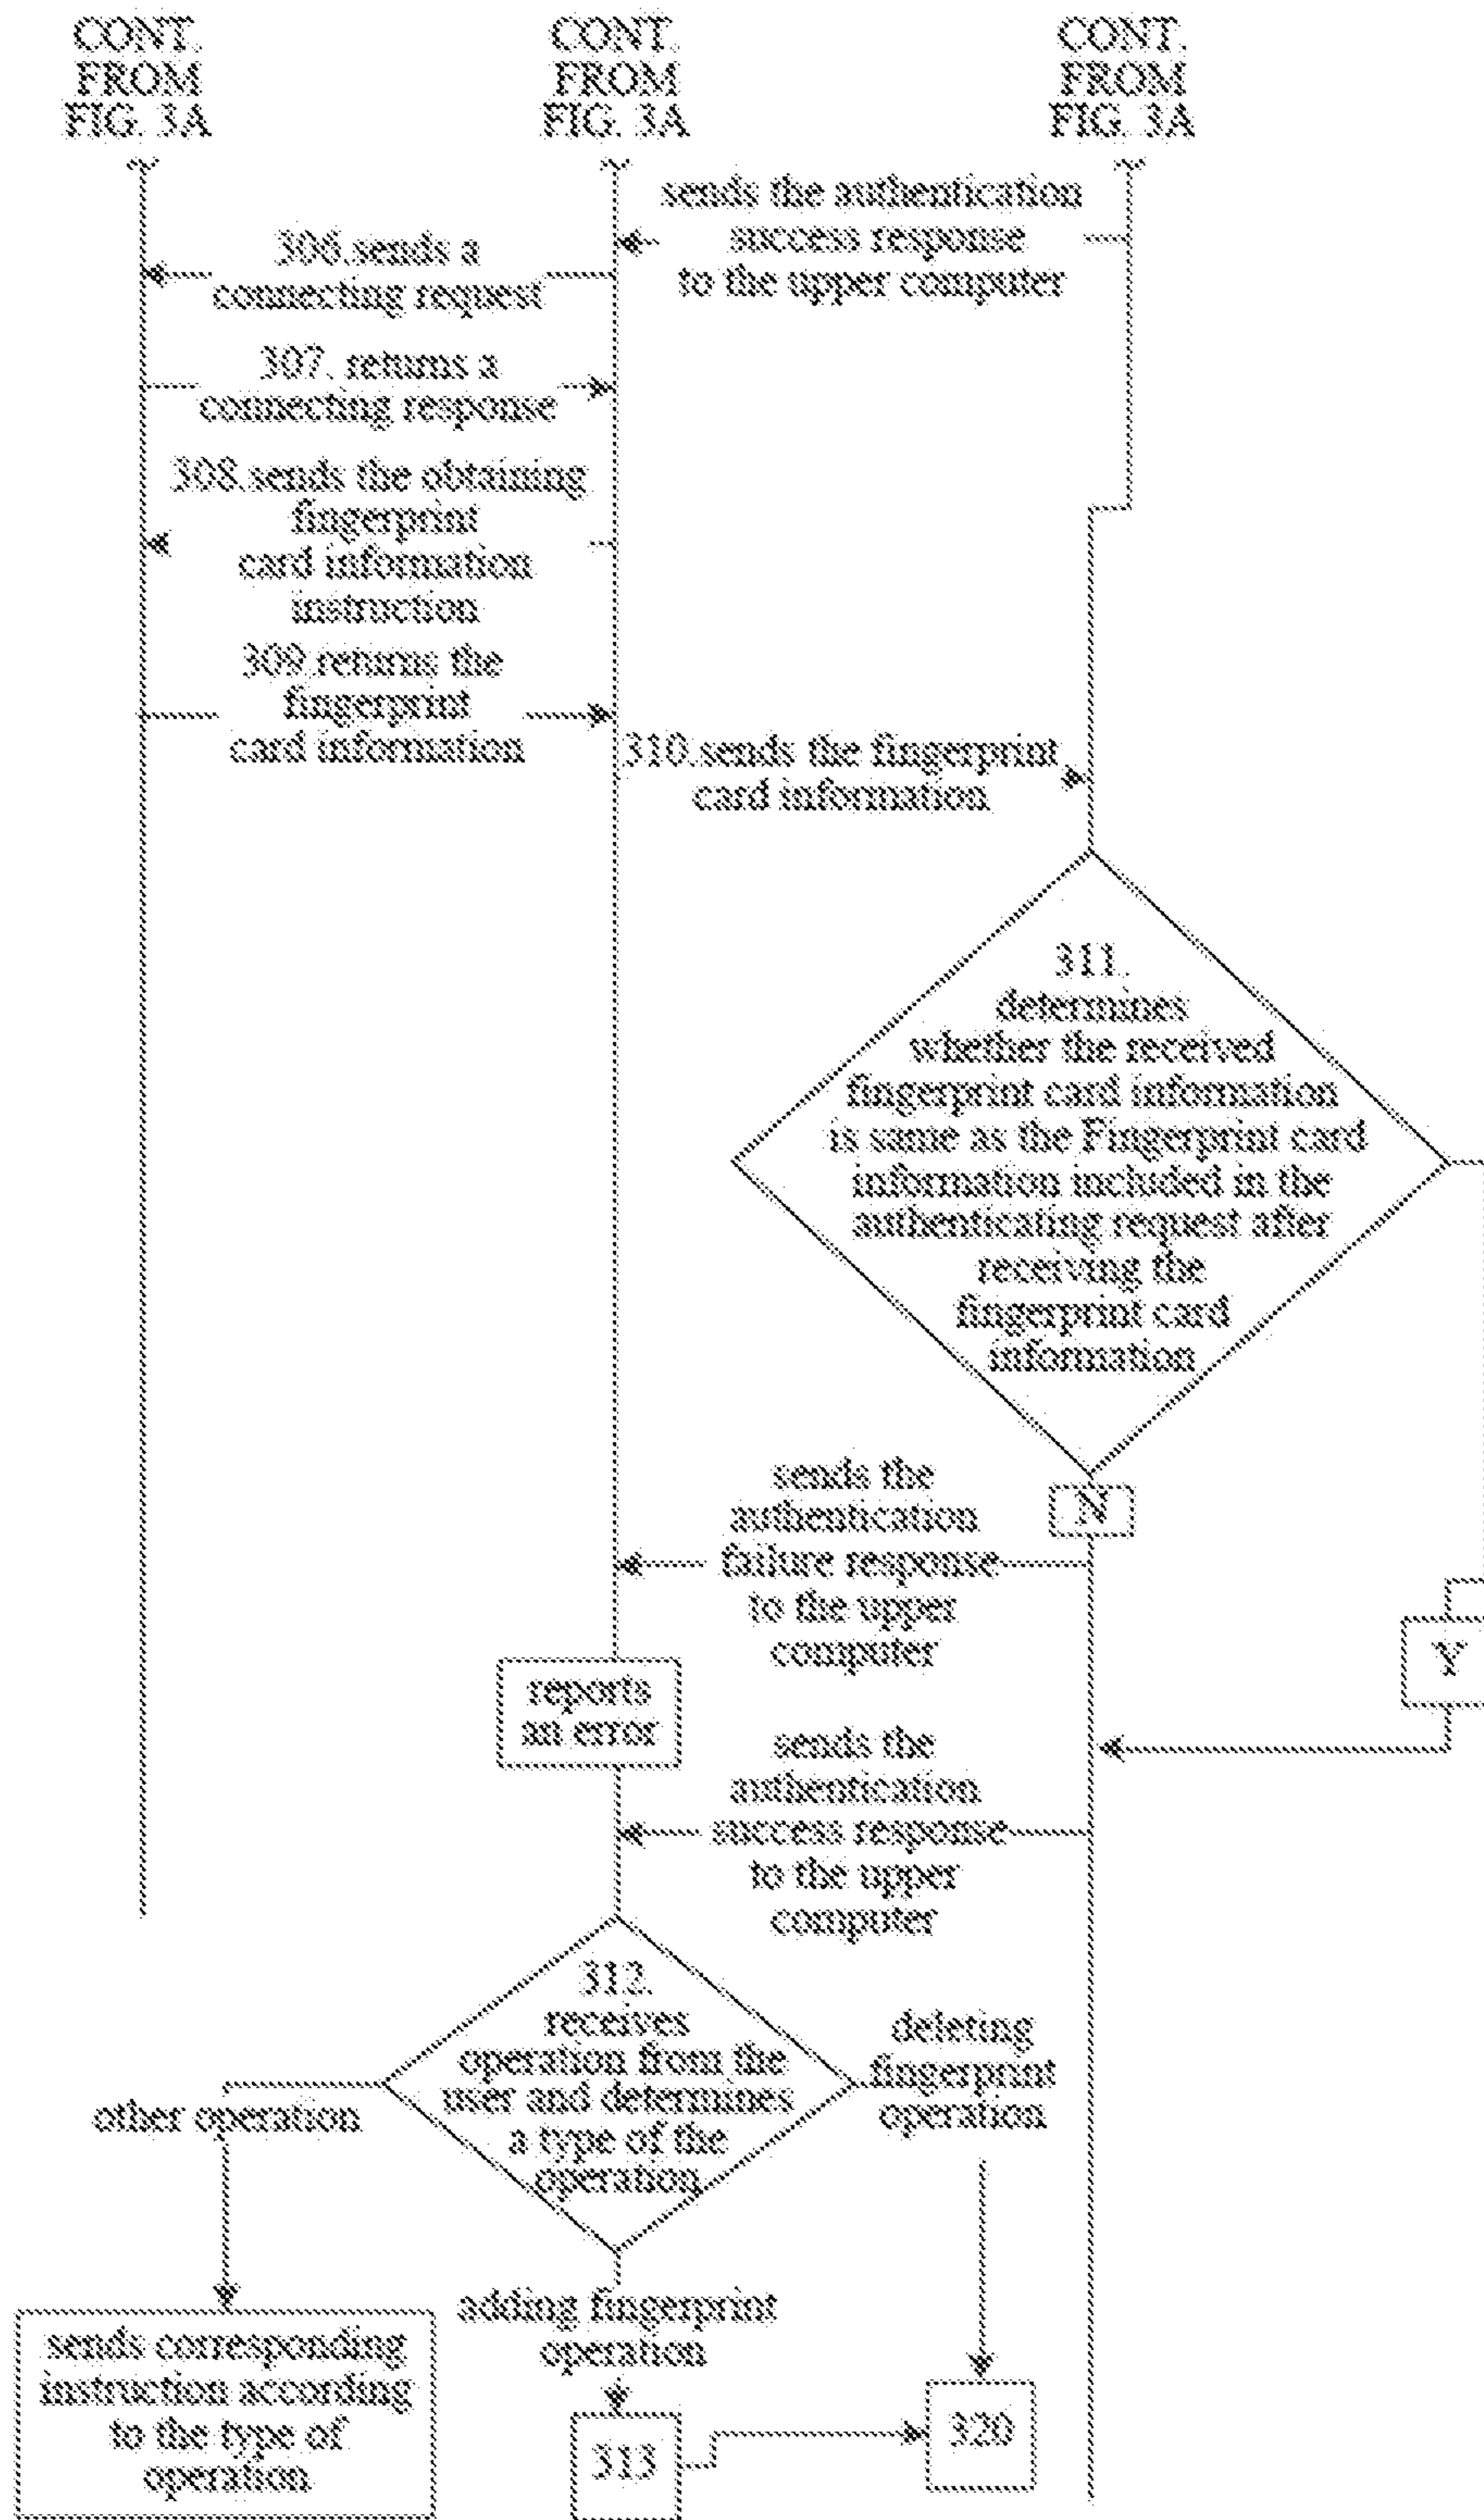 CONT.
FROM
FIG. 3A
CONT.
FROM
FIG. 3A
CONT.
FROM
FIG. 3A
sends the authentication
success response
to the upper computer
306.sends a
connecting request
307. returns a
connecting response
308.sends the obtaining
fingerprint
card information
instruction
309.returns the
fingerprint
card information
310.sends the fingerprint
card information
311.
determines
whether the received
fingerprint card information
is same as the Fingerprint card
information included in the
authenticating request after
receiving the
fingerprint card
information
N
sends the
authentication
failure response
to the upper
computer
Y
reports
an error
sends the
authentication
success response
to the upper
computer
312.
receives
operation from the
user and determines
a type of the
operation
deleting
fingerprint
operation
other operation
adding fingerprint
operation
sends corresponding
instruction according
to the type of
operation
313
320